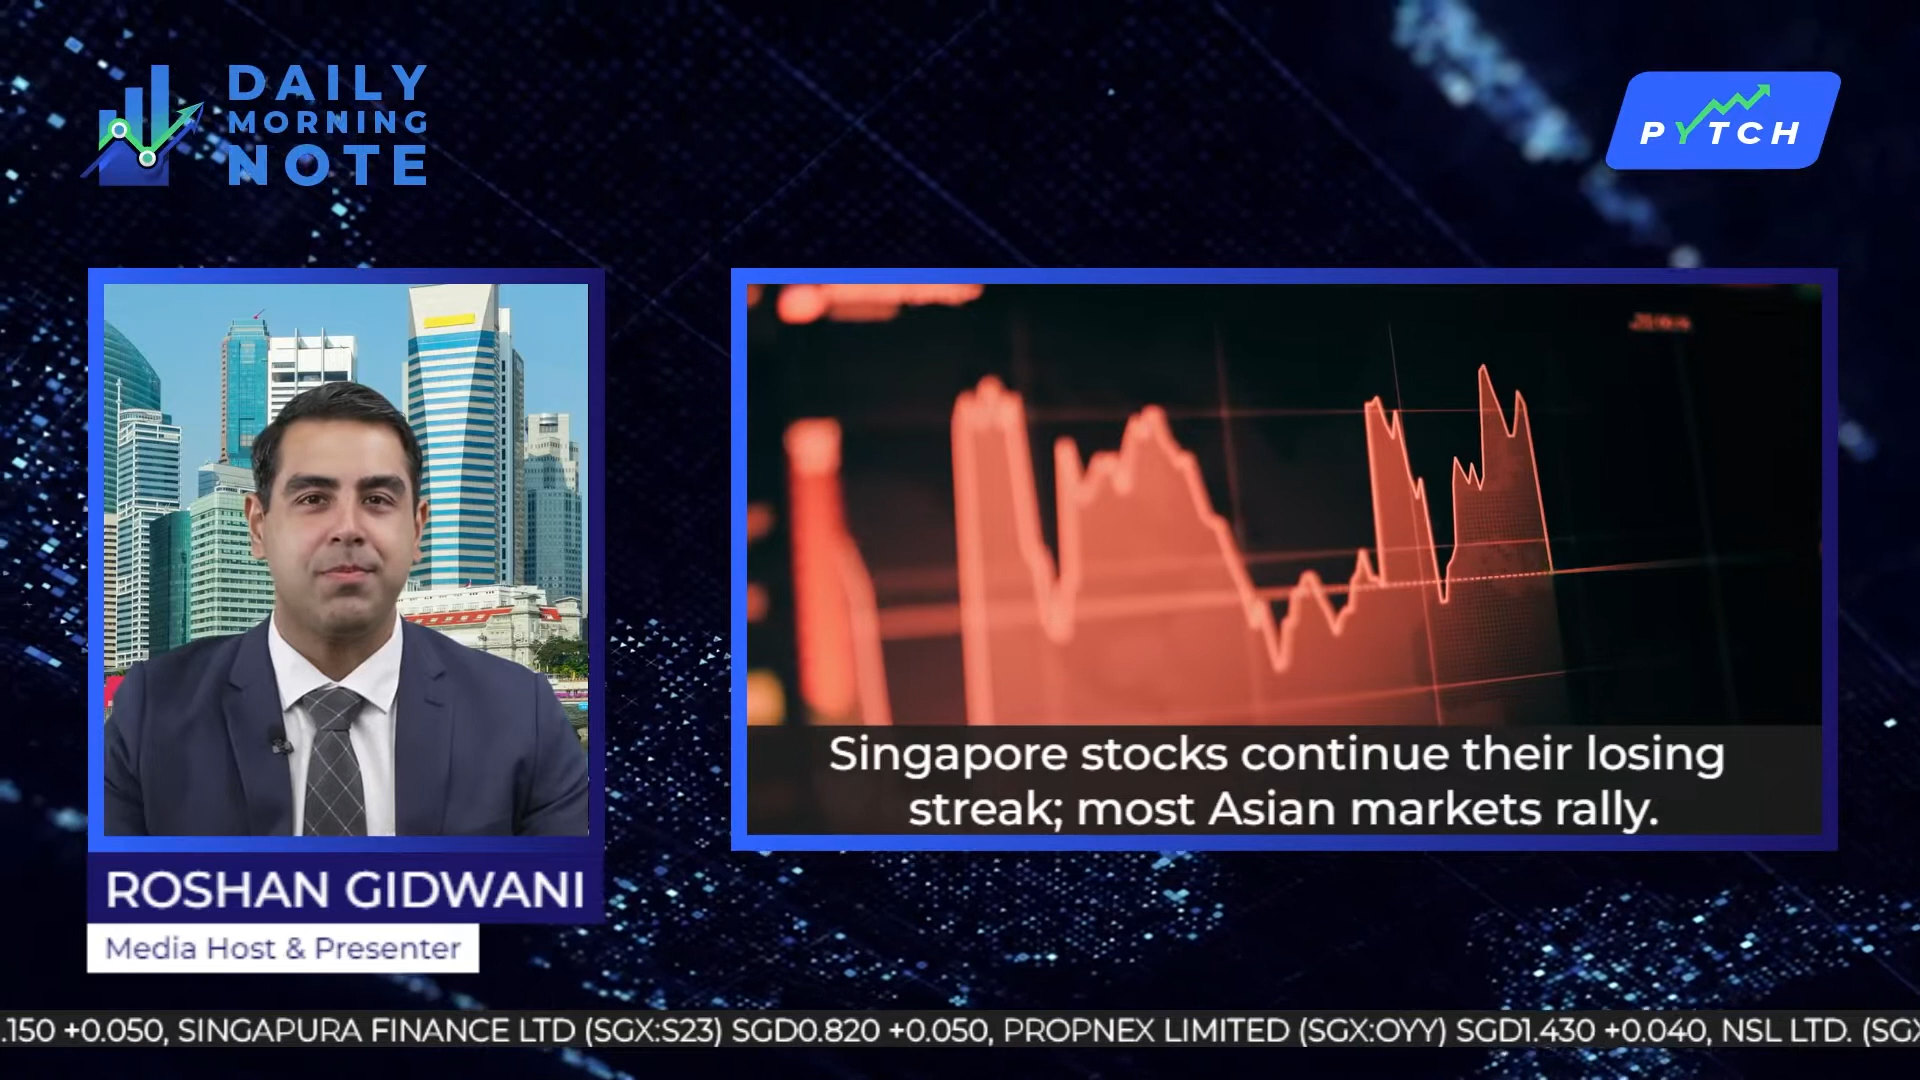 DAILY
MORNING
NOTE
PYTCH
Singapore stocks continue their losing
streak; most Asian markets rally.
ROSHAN GIDWANI
Media Host & Presenter
.150 +0.050, SINGAPURA FINANCE LTD (SGX:S23) SGD0.820 +0.050, PROPNEX LIMITED (SGX:OYY) SGD1.430 +0.040, NSL LTD. (SGX